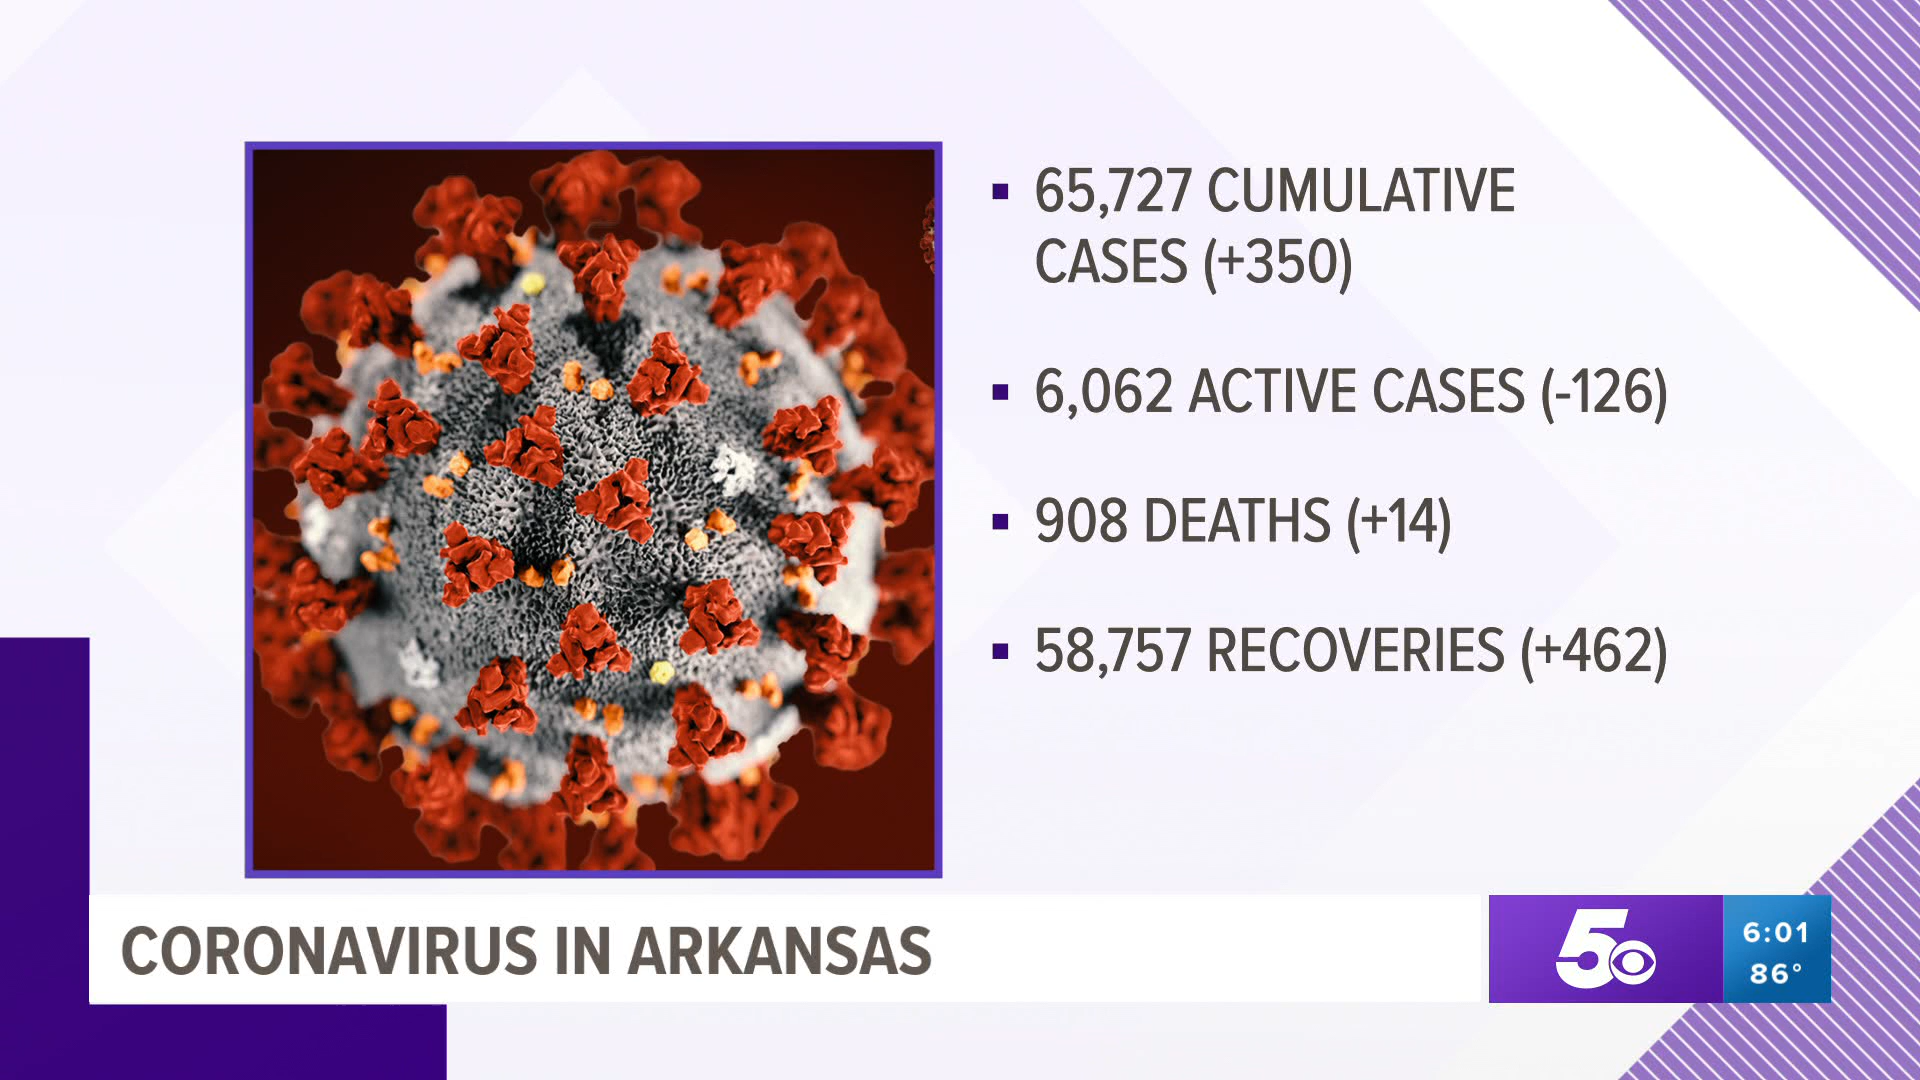 65,727 CUMULATIVE
CASES (+350)
6,062 ACTIVE CASES (-126)
908 DEATHS (+14)
58,757 RECOVERIES (+462)
CORONAVIRUS IN ARKANSAS
5
6:01
86°